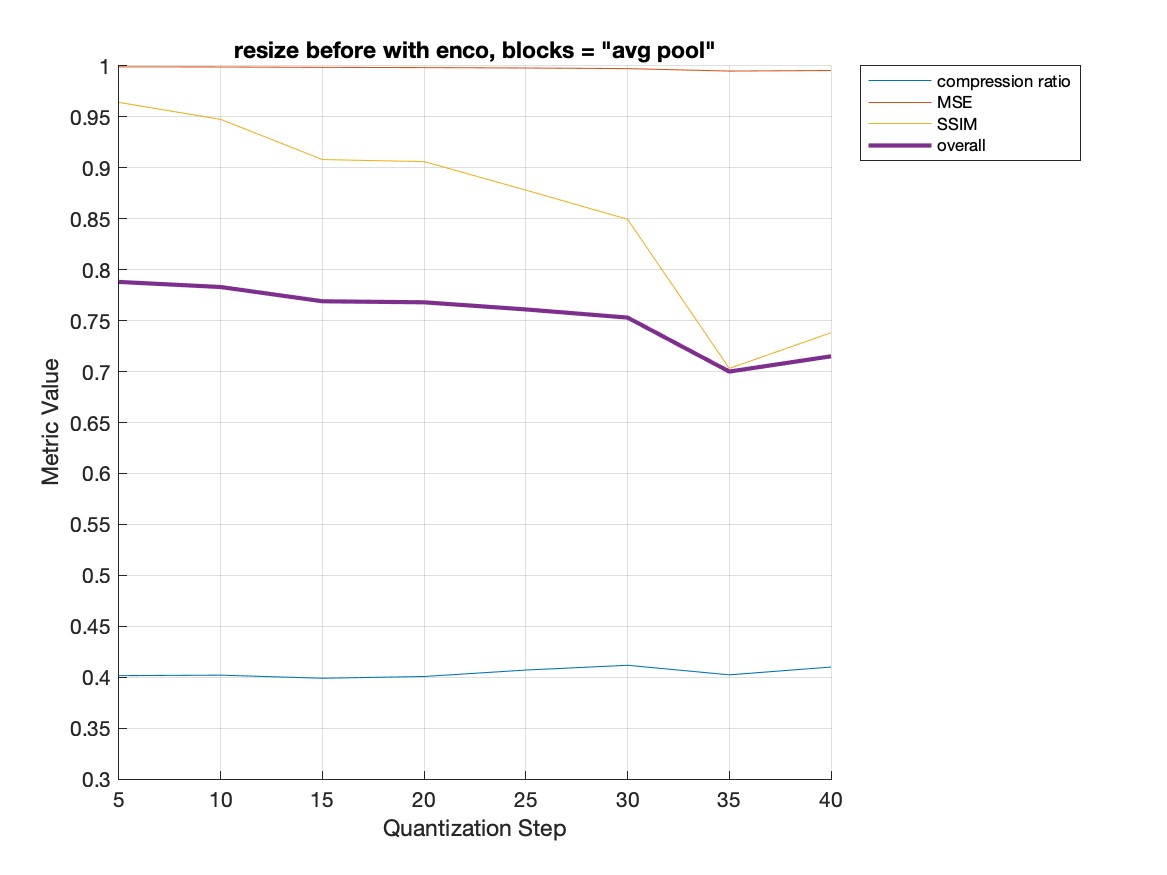 resize before with enco, blocks = "avg pool"
1
0.95
0.9
0.85
0.8
0.75
0.7
0.65
0.6
0.55
0.5
0.45
0.4
0.35
0.3
Metric Value
5 10 15 20 25 30 35 40
Quantization Step
compression ratio
MSE
SSIM
overall